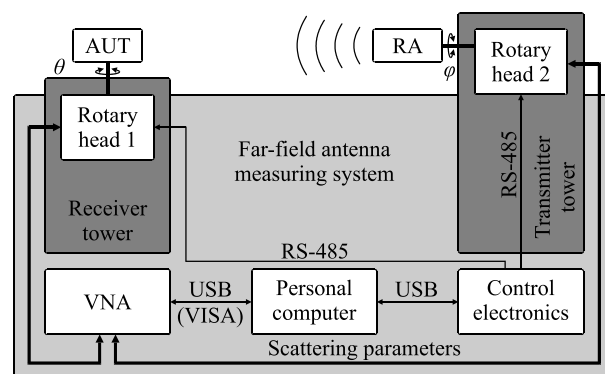 AUT
RA
θ
φ
Rotary
head 1
Rotary
head 2
Far-field antenna
measuring system
RS-485
Transmitter
tower
Receiver
tower
RS-485
VNA
USB
(VISA)
Personal
computer
USB
Control
electronics
Scattering parameters